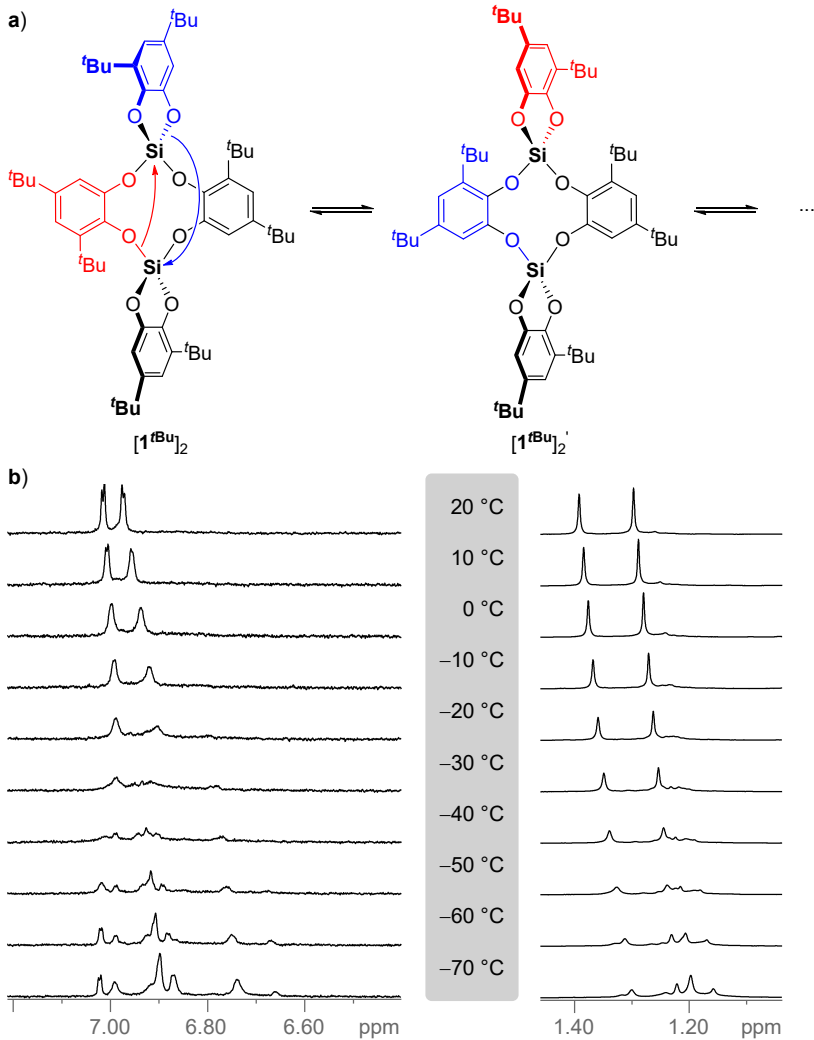 a)
tBu
tBu
O O
Si
tBu
O O
tBu
O O
tBu
tBu
Si
O O
tBu
tBu
[1tBu]2
tBu
tBu
O O
Si
tBu
tBu
O O
O O
tBu
tBu
Si
O O
tBu
tBu
[1tBu]2'
...
b)
20 °C
10 °C
0 °C
–10 °C
–20 °C
–30 °C
–40 °C
–50 °C
–60 °C
–70 °C
7.00 6.80 6.60 ppm
1.40 1.20 ppm